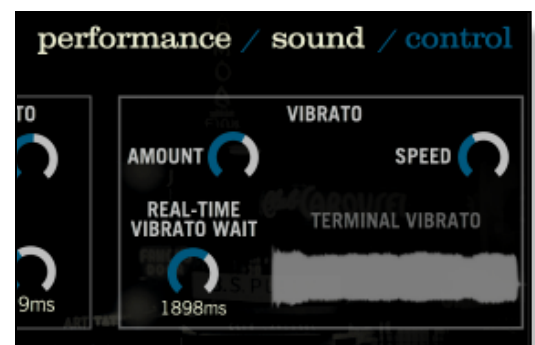 performance / sound / control
TO
VIBRATO
AMOUNT
SPEED
REAL-TIME
VIBRATO WAIT
TERMINAL VIBRATO
9ms
1898ms